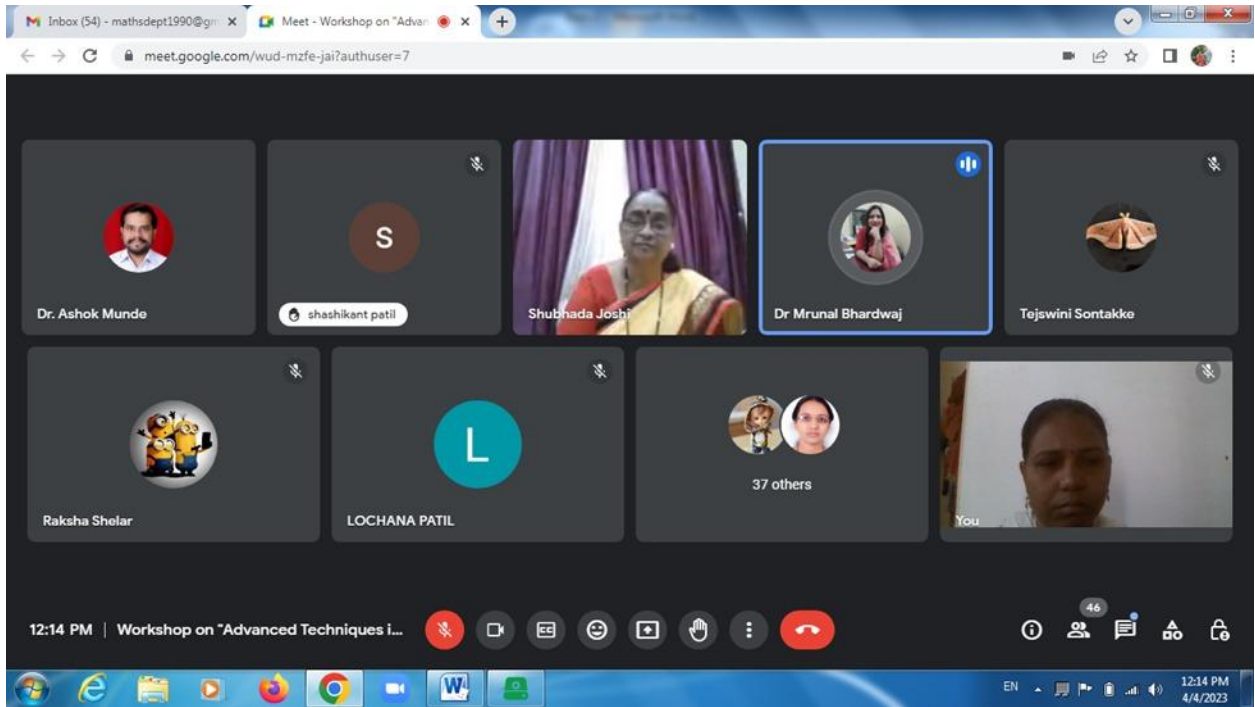 Inbox (54) - mathsdept1990@gm
Meet - Workshop on "Advan
meet.google.com/wud-mzfe-jai?authuser=7
S
Dr. Ashok Munde
shashikant patil
Shubhada Joshi
Dr Mrunal Bhardwaj
Tejswini Sontakke
L
37 others
Raksha Shelar
LOCHANA PATIL
You
46
12:14 PM | Workshop on "Advanced Techniques i...
CC
EN
12:14 PM
4/4/2023